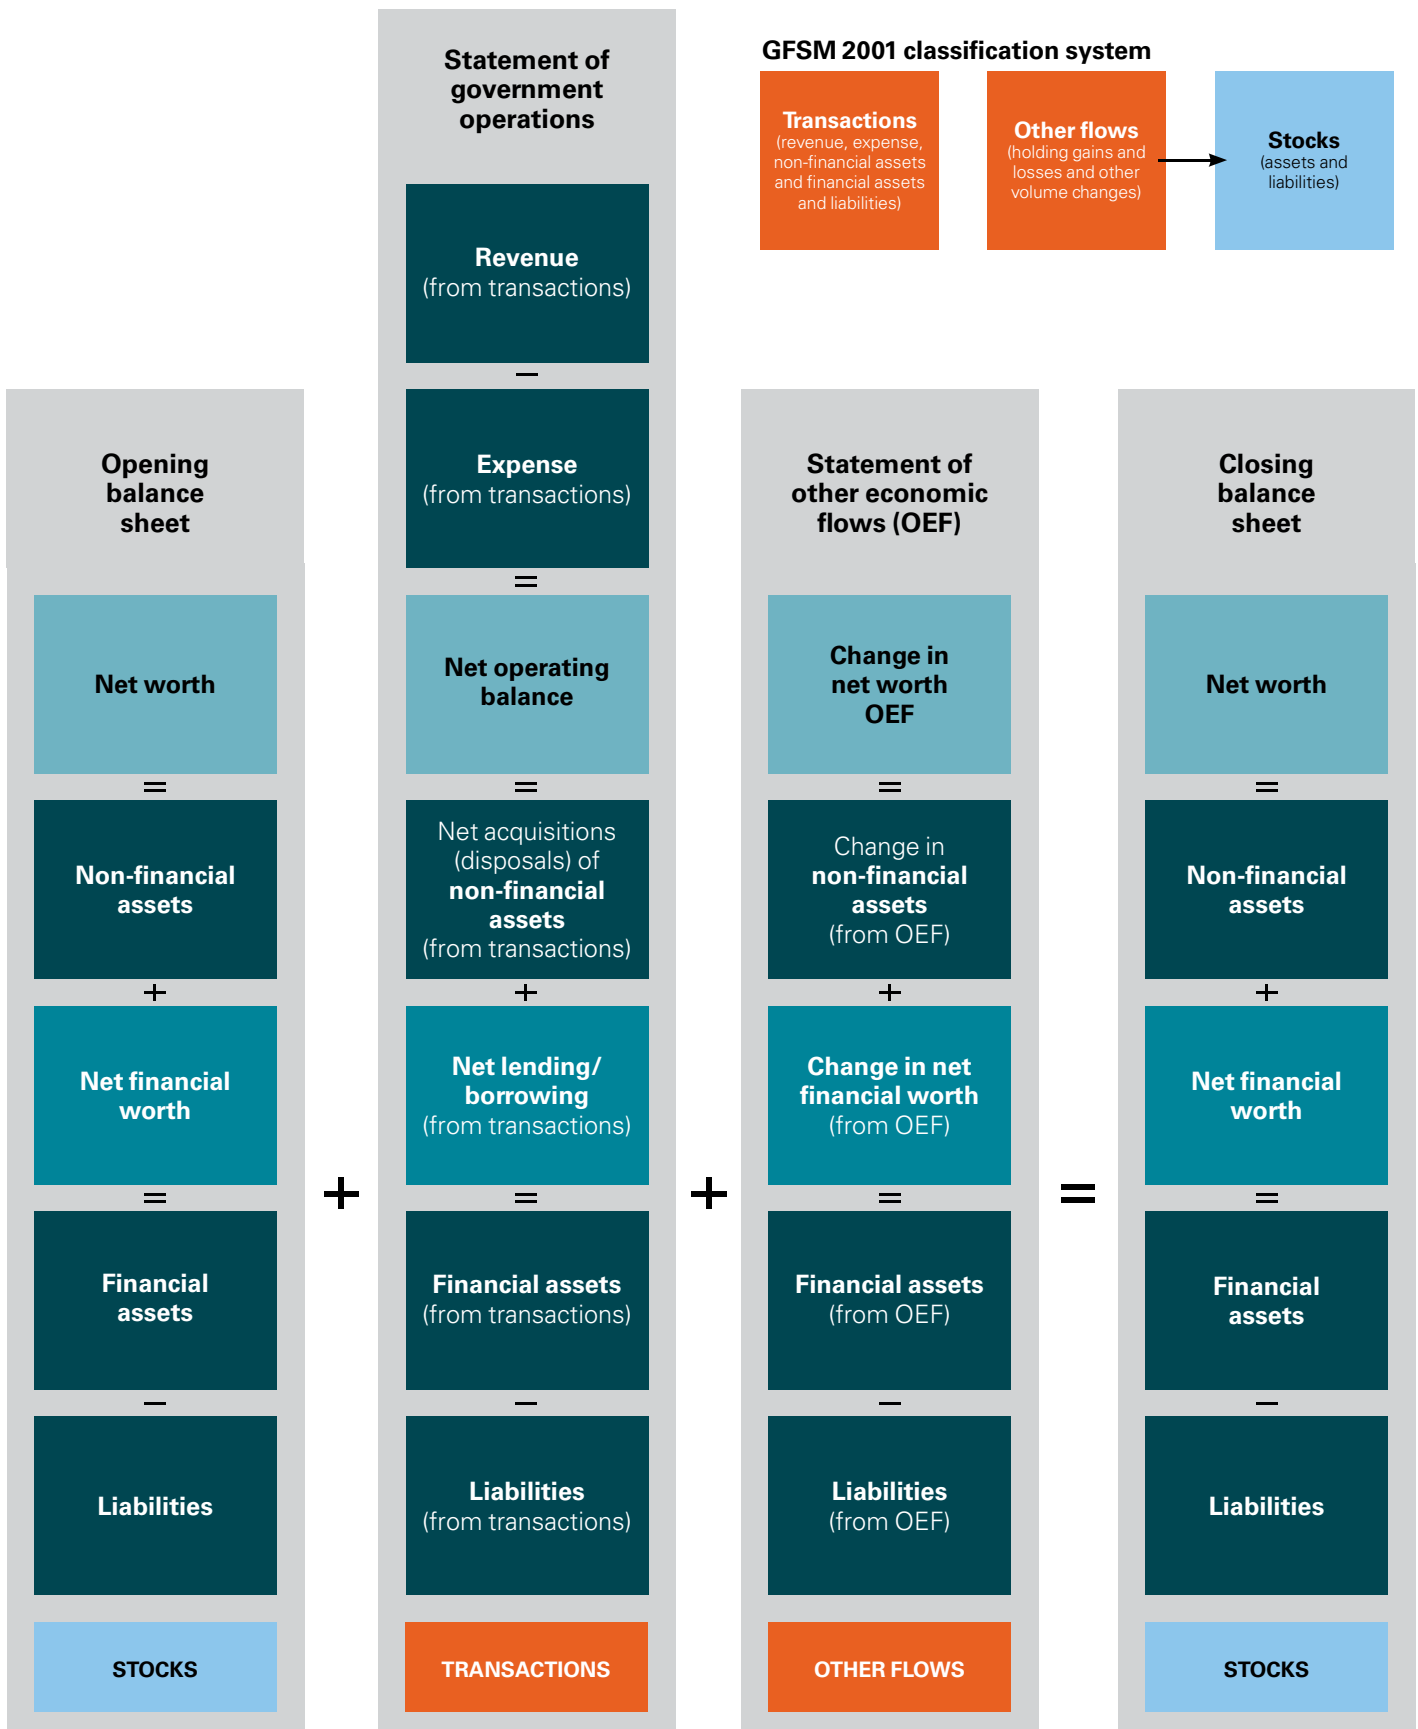 GFSM 2001 classification system
Transactions
(revenue, expense,
non-financial assets
and financial assets
and liabilities)
Other flows
(holding gains and
losses and other
volume changes)
Stocks
(assets and
liabilities)
Opening
balance
sheet
Net worth
=
Non-financial
assets
+
Net financial
worth
=
Financial
assets
–
Liabilities
STOCKS
+
Statement of
government
operations
Revenue
(from transactions)
–
Expense
(from transactions)
=
Net operating
balance
=
Net acquisitions
(disposals) of
non-financial
assets
(from transactions)
+
Net lending/
borrowing
(from transactions)
=
Financial assets
(from transactions)
–
Liabilities
(from transactions)
TRANSACTIONS
+
Statement of
other economic
flows (OEF)
Change in
net worth
OEF
=
Change in
non-financial
assets
(from OEF)
+
Change in net
financial worth
(from OEF)
=
Financial assets
(from OEF)
–
Liabilities
(from OEF)
OTHER FLOWS
=
Closing
balance
sheet
Net worth
=
Non-financial
assets
+
Net financial
worth
=
Financial
assets
–
Liabilities
STOCKS